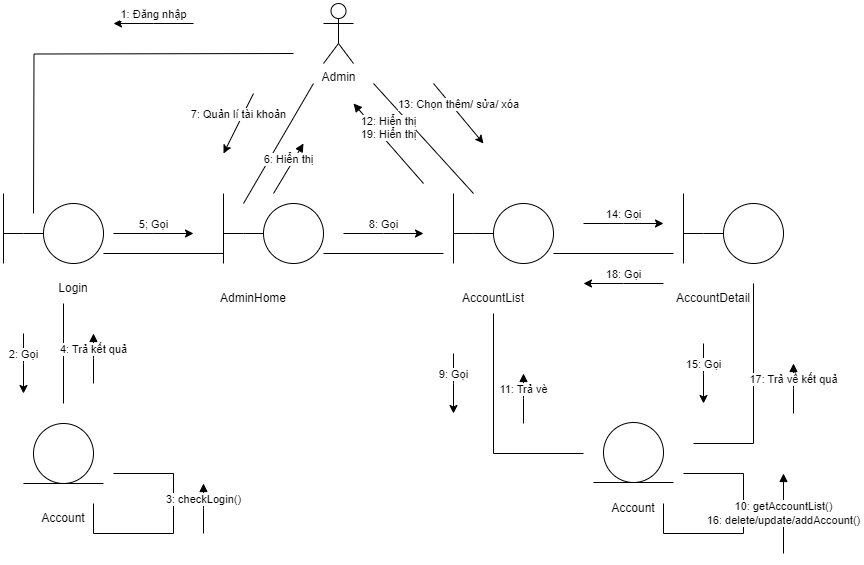 1: Đăng nhập
Admin
13: Chọn thêm/ sửa/ xóa
7: Quản lí tài khoản
12: Hiển thị
19: Hiển thị
6: Hiển thị
5; Gọi
8: Gọi
14: Gọi
18: Gọi
Login
AdminHome
AccountList
AccountDetail
2: Gọi
4: Trả kết quả
9: Gọi
11: Trả vè
15: Gọi
17: Trả về kết quả
3: checkLogin()
Account
Account
10: getAccountList()
16: delete/update/addAccount()